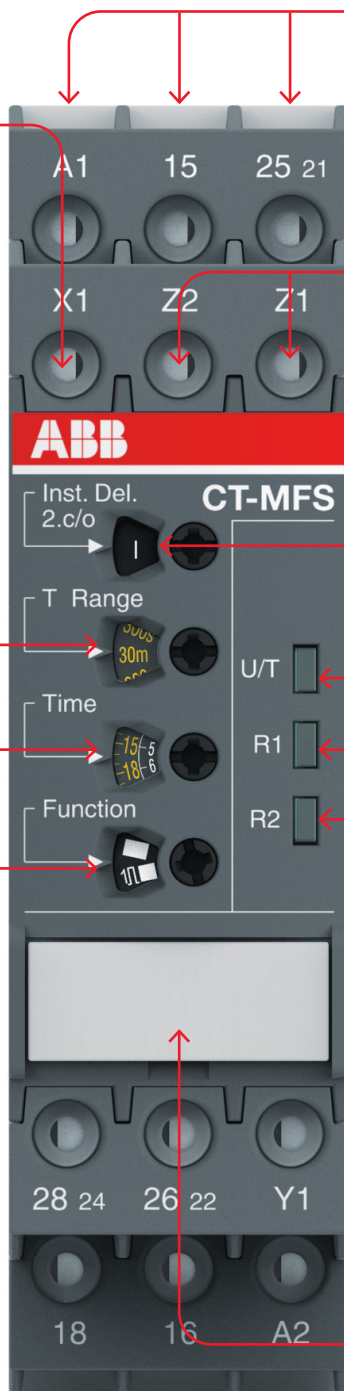 A1 15 25 21
X1 Z2 Z1
ABB
Inst. Del.
2.c/o
CT-MFS
I
T Range
300s
30m
U/T
Time
15 5
18 6
R1
Function
R2
28 24 26 22 Y1
18 16 A2